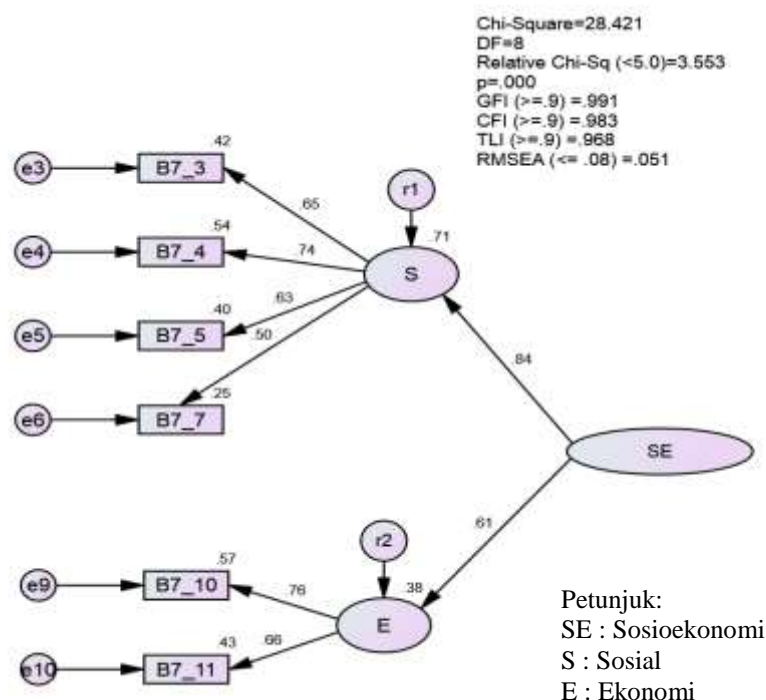 Chi-Square=28.421
DF=8
Relative Chi-Sq (<5.0)=3.553
p=.000
GFI (>=.9) =.991
CFI (>=.9) =.983
TLI (>=.9) =.968
RMSEA (<= .08) =.051
.42
e3 B7_3
r1
.65
.54
.71
e4 B7_4
.74
S
.40
.63
e5 B7_5
.50
.84
.25
e6 B7_7
SE
.61
r2
.57
e9 B7_10
.76
.38
E
.43
.66
e10 B7_11
Petunjuk:
SE : Sosioekonomi
S : Sosial
E : Ekonomi